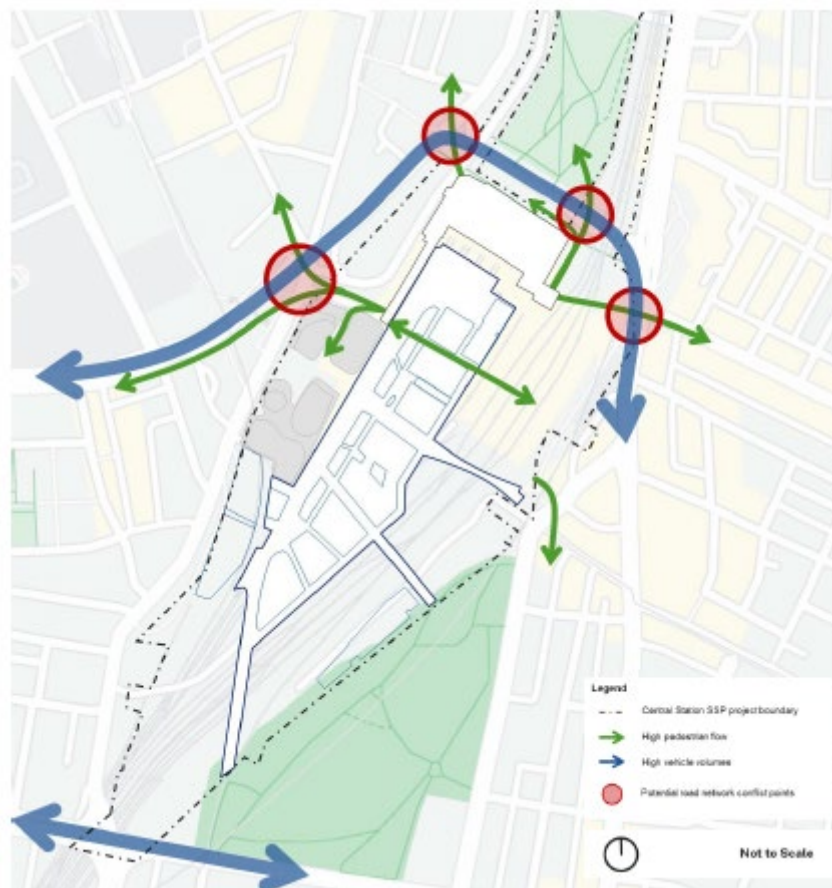 Legend
Central Station SSP project boundary
High pedestrian flow
High vehicle volumes
Potential road network conflict points
Not to Scale